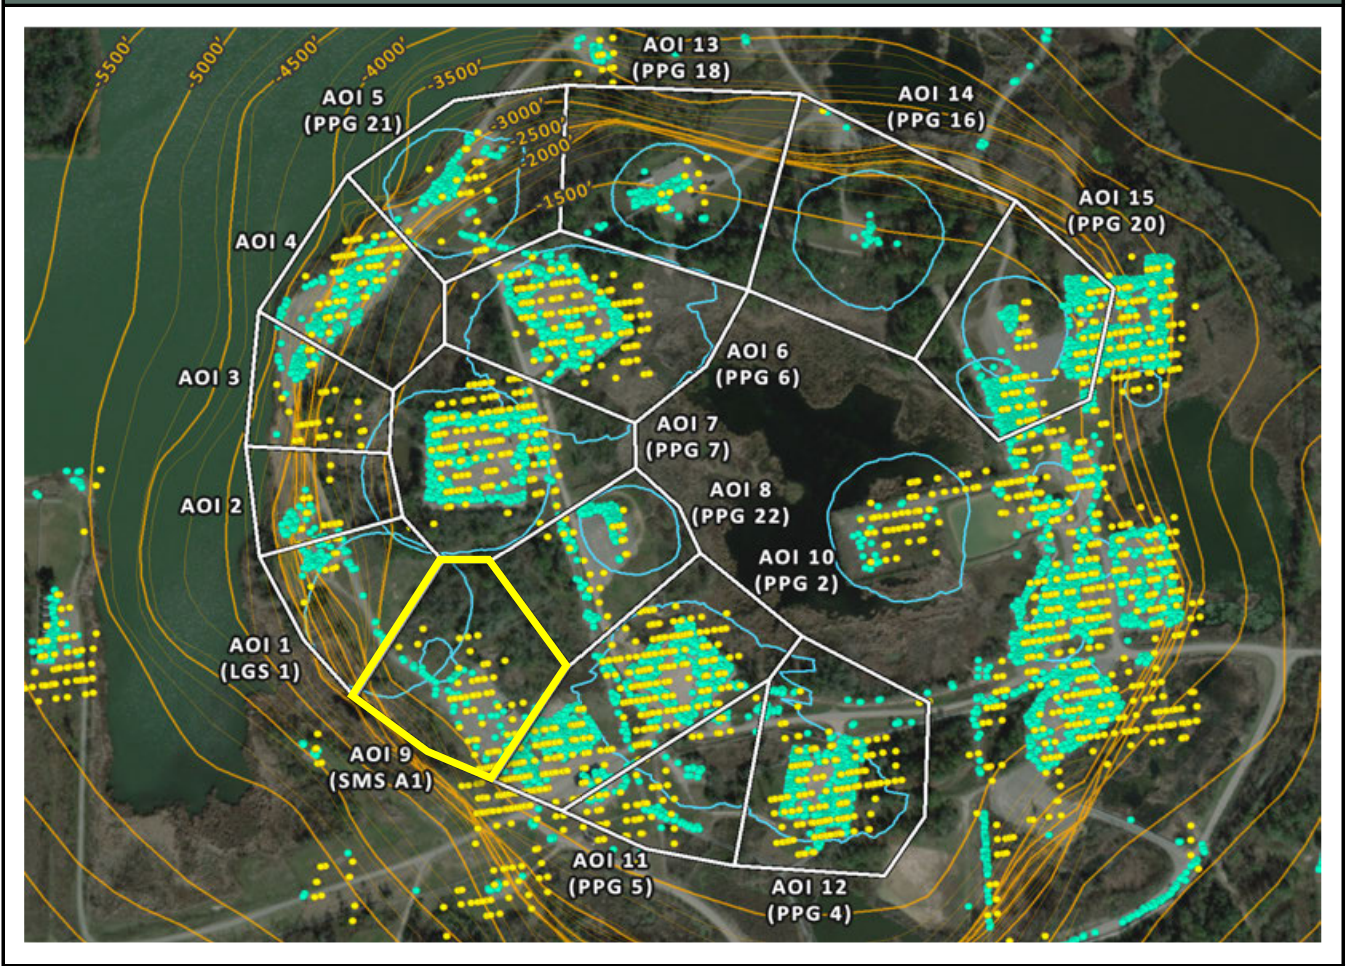 -5500'
-5000'
-4500'
-4000'
-3500'
-3000'
-2500'
-2000'
-1500'
AOI 13
(PPG 18)
AOI 5
(PPG 21)
AOI 14
(PPG 16)
AOI 15
(PPG 20)
AOI 4
AOI 3
AOI 6
(PPG 6)
AOI 7
(PPG 7)
AOI 2
AOI 8
(PPG 22)
AOI 10
(PPG 2)
AOI 1
(LGS 1)
AOI 9
(SMS A1)
AOI 11
(PPG 5)
AOI 12
(PPG 4)